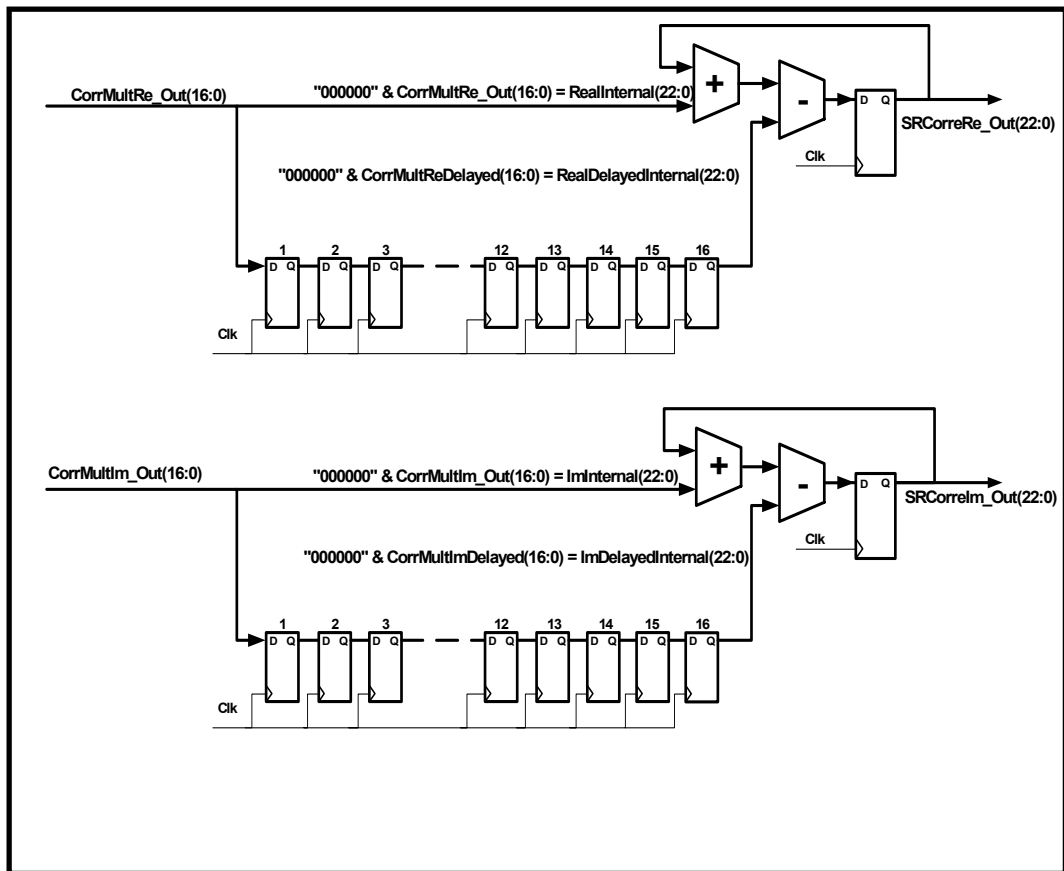 CorrMultRe_Out(16:0)
"000000" & CorrMultRe_Out(16:0) = RealInternal(22:0)
+
-
D Q
SRCorreRe_Out(22:0)
Clk
"000000" & CorrMultReDelayed(16:0) = RealDelayedInternal(22:0)
1 2 3 12 13 14 15 16
D Q D Q D Q D Q D Q D Q D Q D Q
Clk
CorrMultIm_Out(16:0)
"000000" & CorrMultIm_Out(16:0) = ImInternal(22:0)
+
-
D Q
SRCorreIm_Out(22:0)
Clk
"000000" & CorrMultImDelayed(16:0) = ImDelayedInternal(22:0)
1 2 3 12 13 14 15 16
D Q D Q D Q D Q D Q D Q D Q D Q
Clk